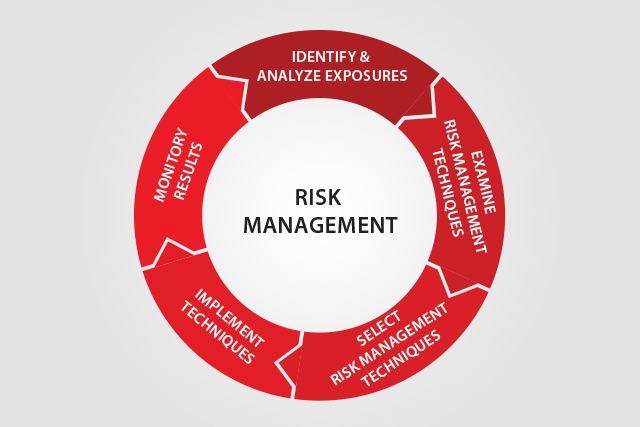 IDENTIFY &
ANALYZE EXPOSURES
EXAMINE
RISK MANAGEMENT
TECHNIQUES
SELECT
RISK MANAGEMENT
TECHNIQUES
IMPLEMENT
TECHNIQUES
MONITORY
RESULTS
RISK
MANAGEMENT